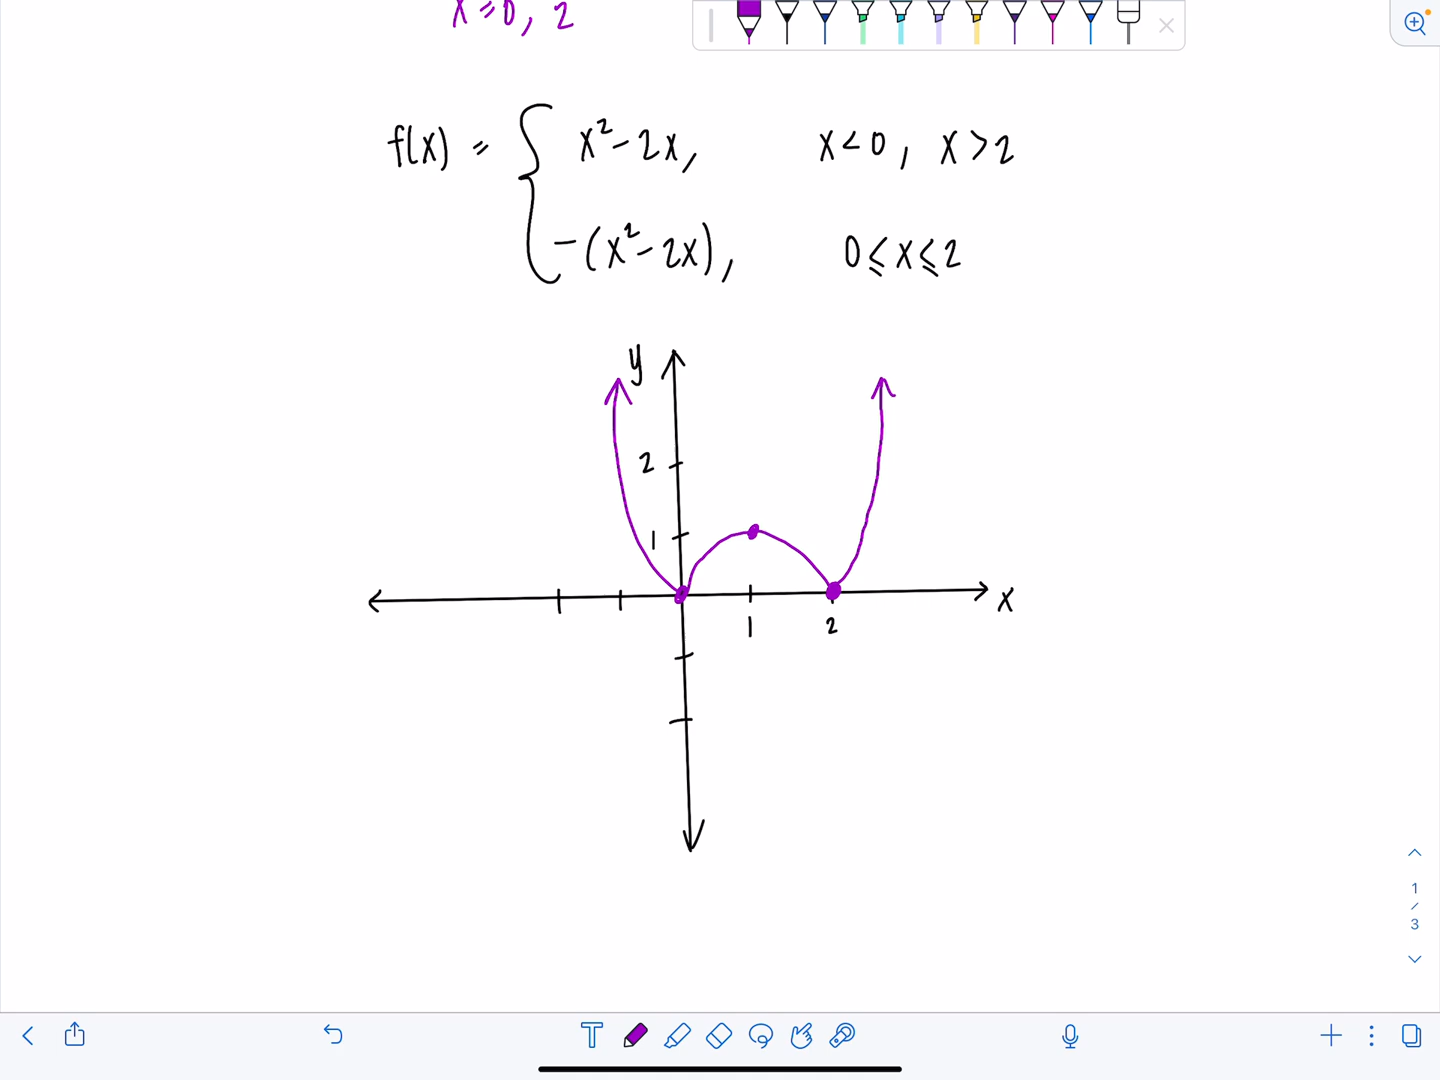 x = 0, 2
f(x) = { x² - 2x, x < 0, x > 2
-(x² - 2x), 0 ≤ x ≤ 2
y
2
1
x
1 2
1
/
3
T